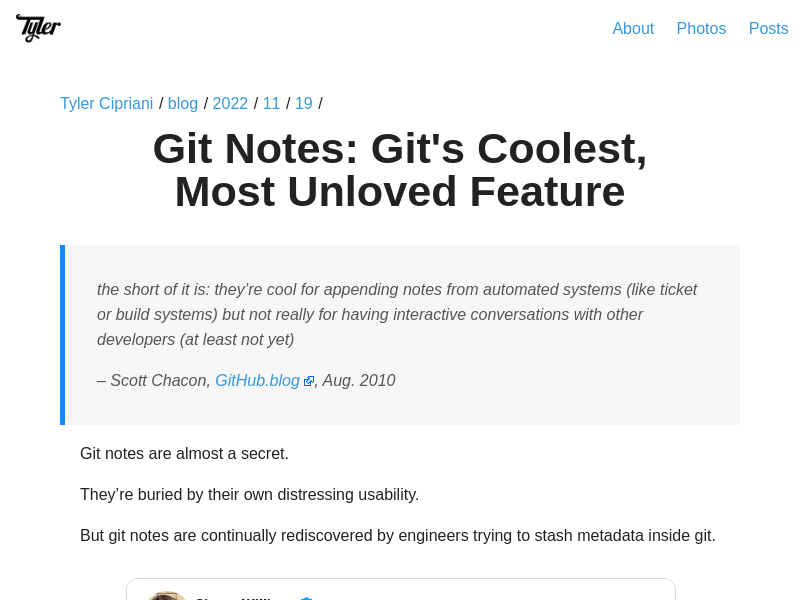 Tyler
About Photos Posts
Tyler Cipriani / blog / 2022 / 11 / 19 /
Git Notes: Git's Coolest,
Most Unloved Feature
the short of it is: they’re cool for appending notes from automated systems (like ticket
or build systems) but not really for having interactive conversations with other
developers (at least not yet)
– Scott Chacon, GitHub.blog, Aug. 2010
Git notes are almost a secret.
They’re buried by their own distressing usability.
But git notes are continually rediscovered by engineers trying to stash metadata inside git.